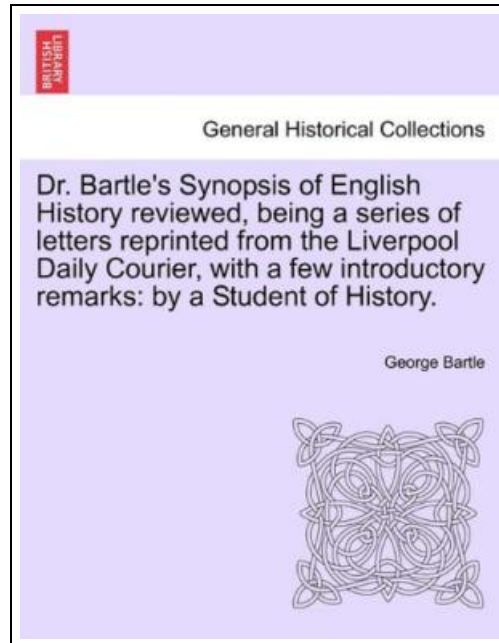 BRITISH
LIBRARY
General Historical Collections
Dr. Bartle's Synopsis of English
History reviewed, being a series of
letters reprinted from the Liverpool
Daily Courier, with a few introductory
remarks: by a Student of History.
George Bartle